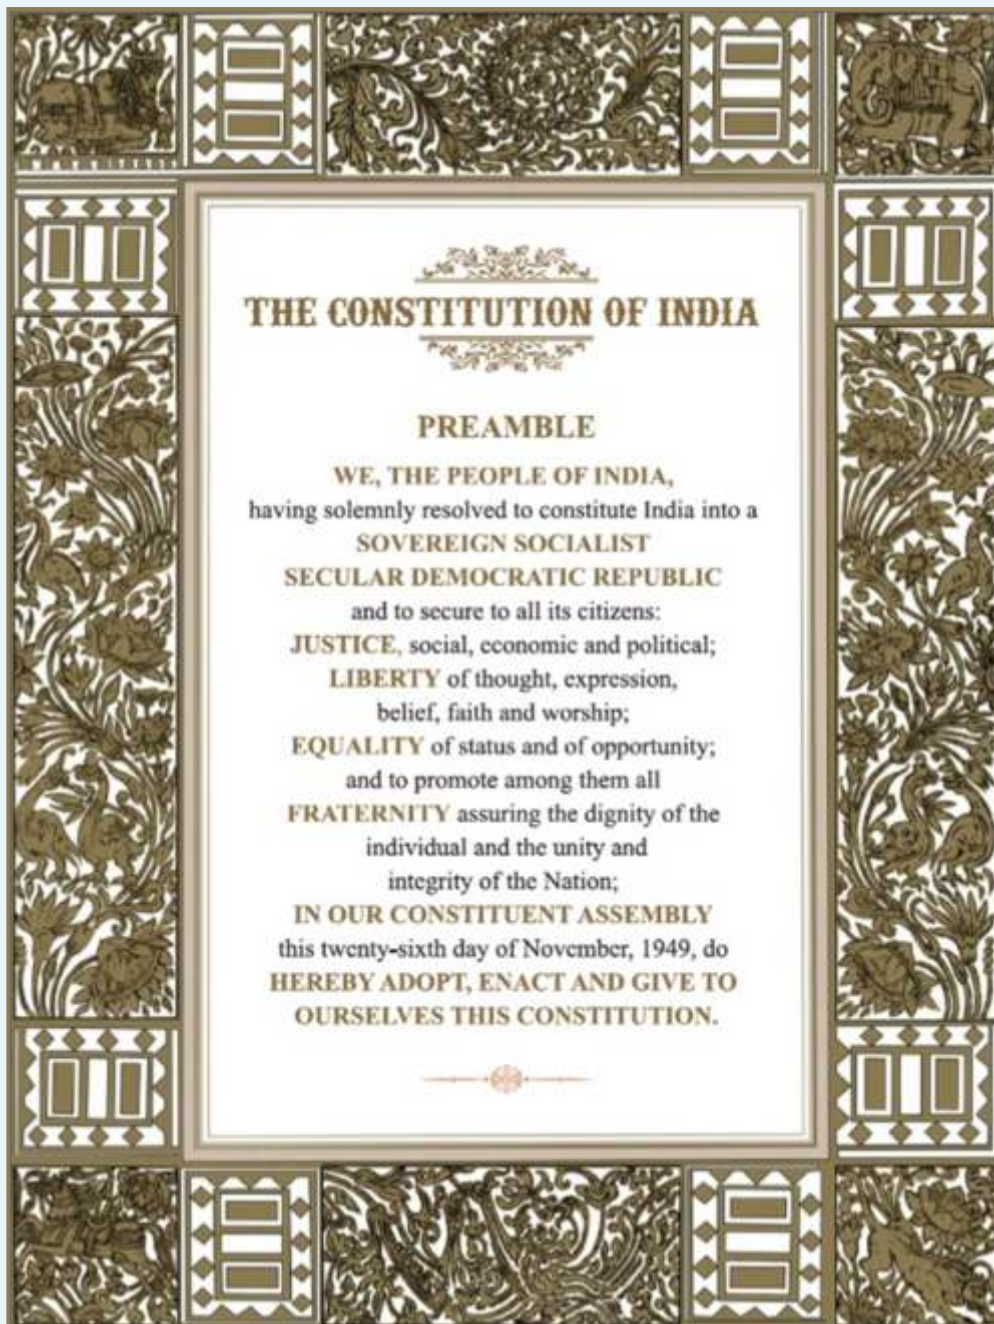 THE CONSTITUTION OF INDIA
PREAMBLE
WE, THE PEOPLE OF INDIA,
having solemnly resolved to constitute India into a
SOVEREIGN SOCIALIST
SECULAR DEMOCRATIC REPUBLIC
and to secure to all its citizens:
JUSTICE, social, economic and political;
LIBERTY of thought, expression,
belief, faith and worship;
EQUALITY of status and of opportunity;
and to promote among them all
FRATERNITY assuring the dignity of the
individual and the unity and
integrity of the Nation;
IN OUR CONSTITUENT ASSEMBLY
this twenty-sixth day of November, 1949, do
HEREBY ADOPT, ENACT AND GIVE TO
OURSELVES THIS CONSTITUTION.